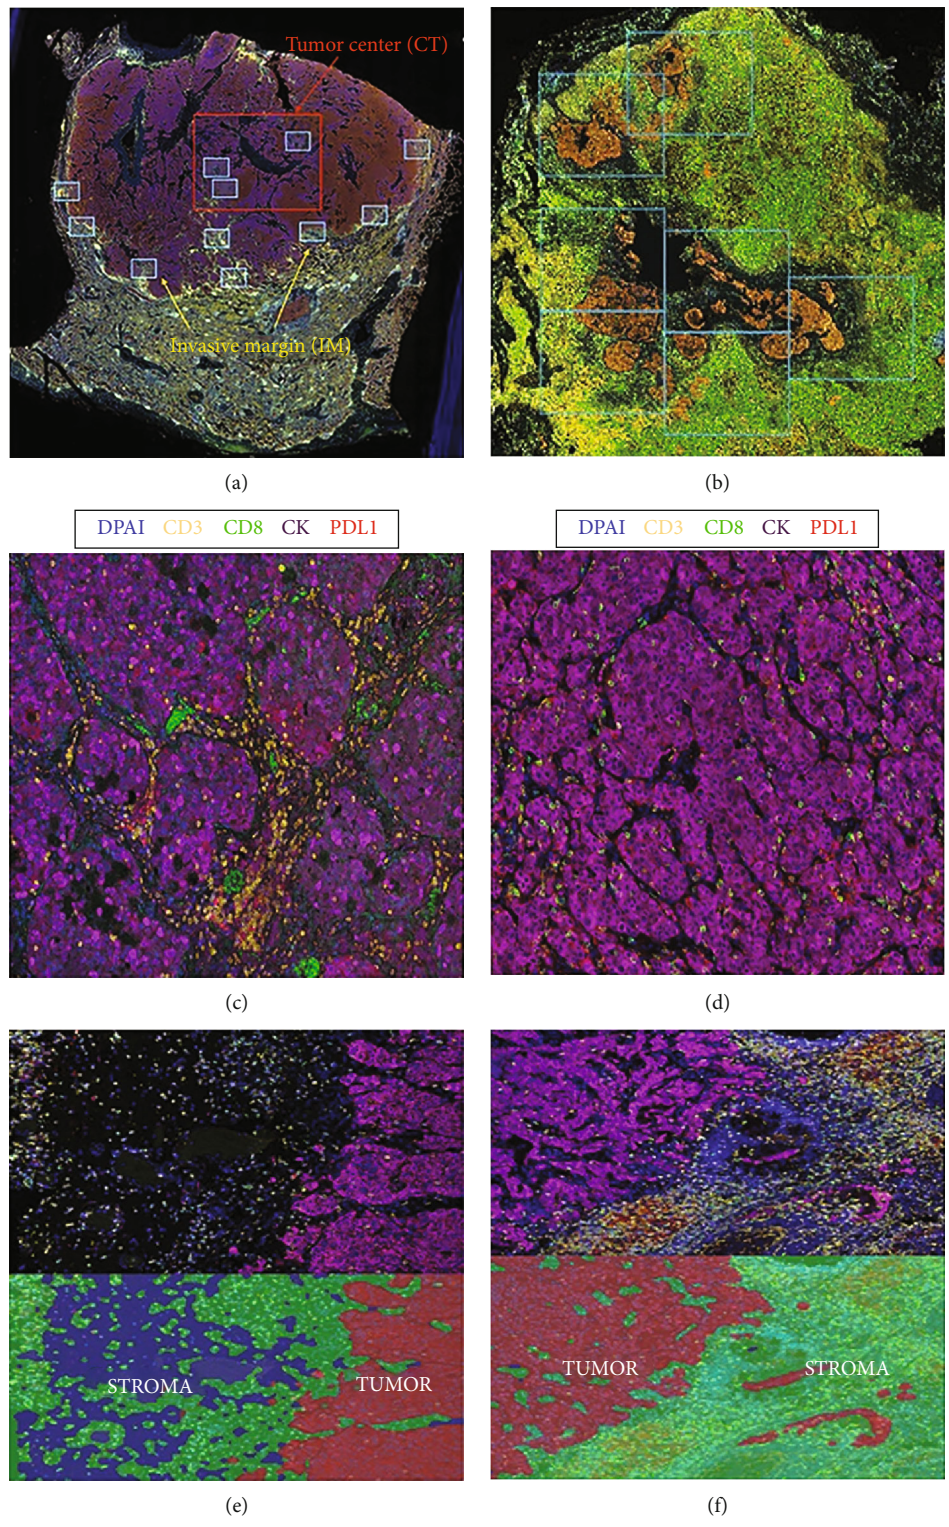 Tumor center (CT)
Invasive margin (IM)
(a)
(b)
DPAI CD3 CD8 CK PDL1
DPAI CD3 CD8 CK PDL1
(c)
(d)
STROMA
TUMOR
TUMOR
STROMA
(e)
(f)